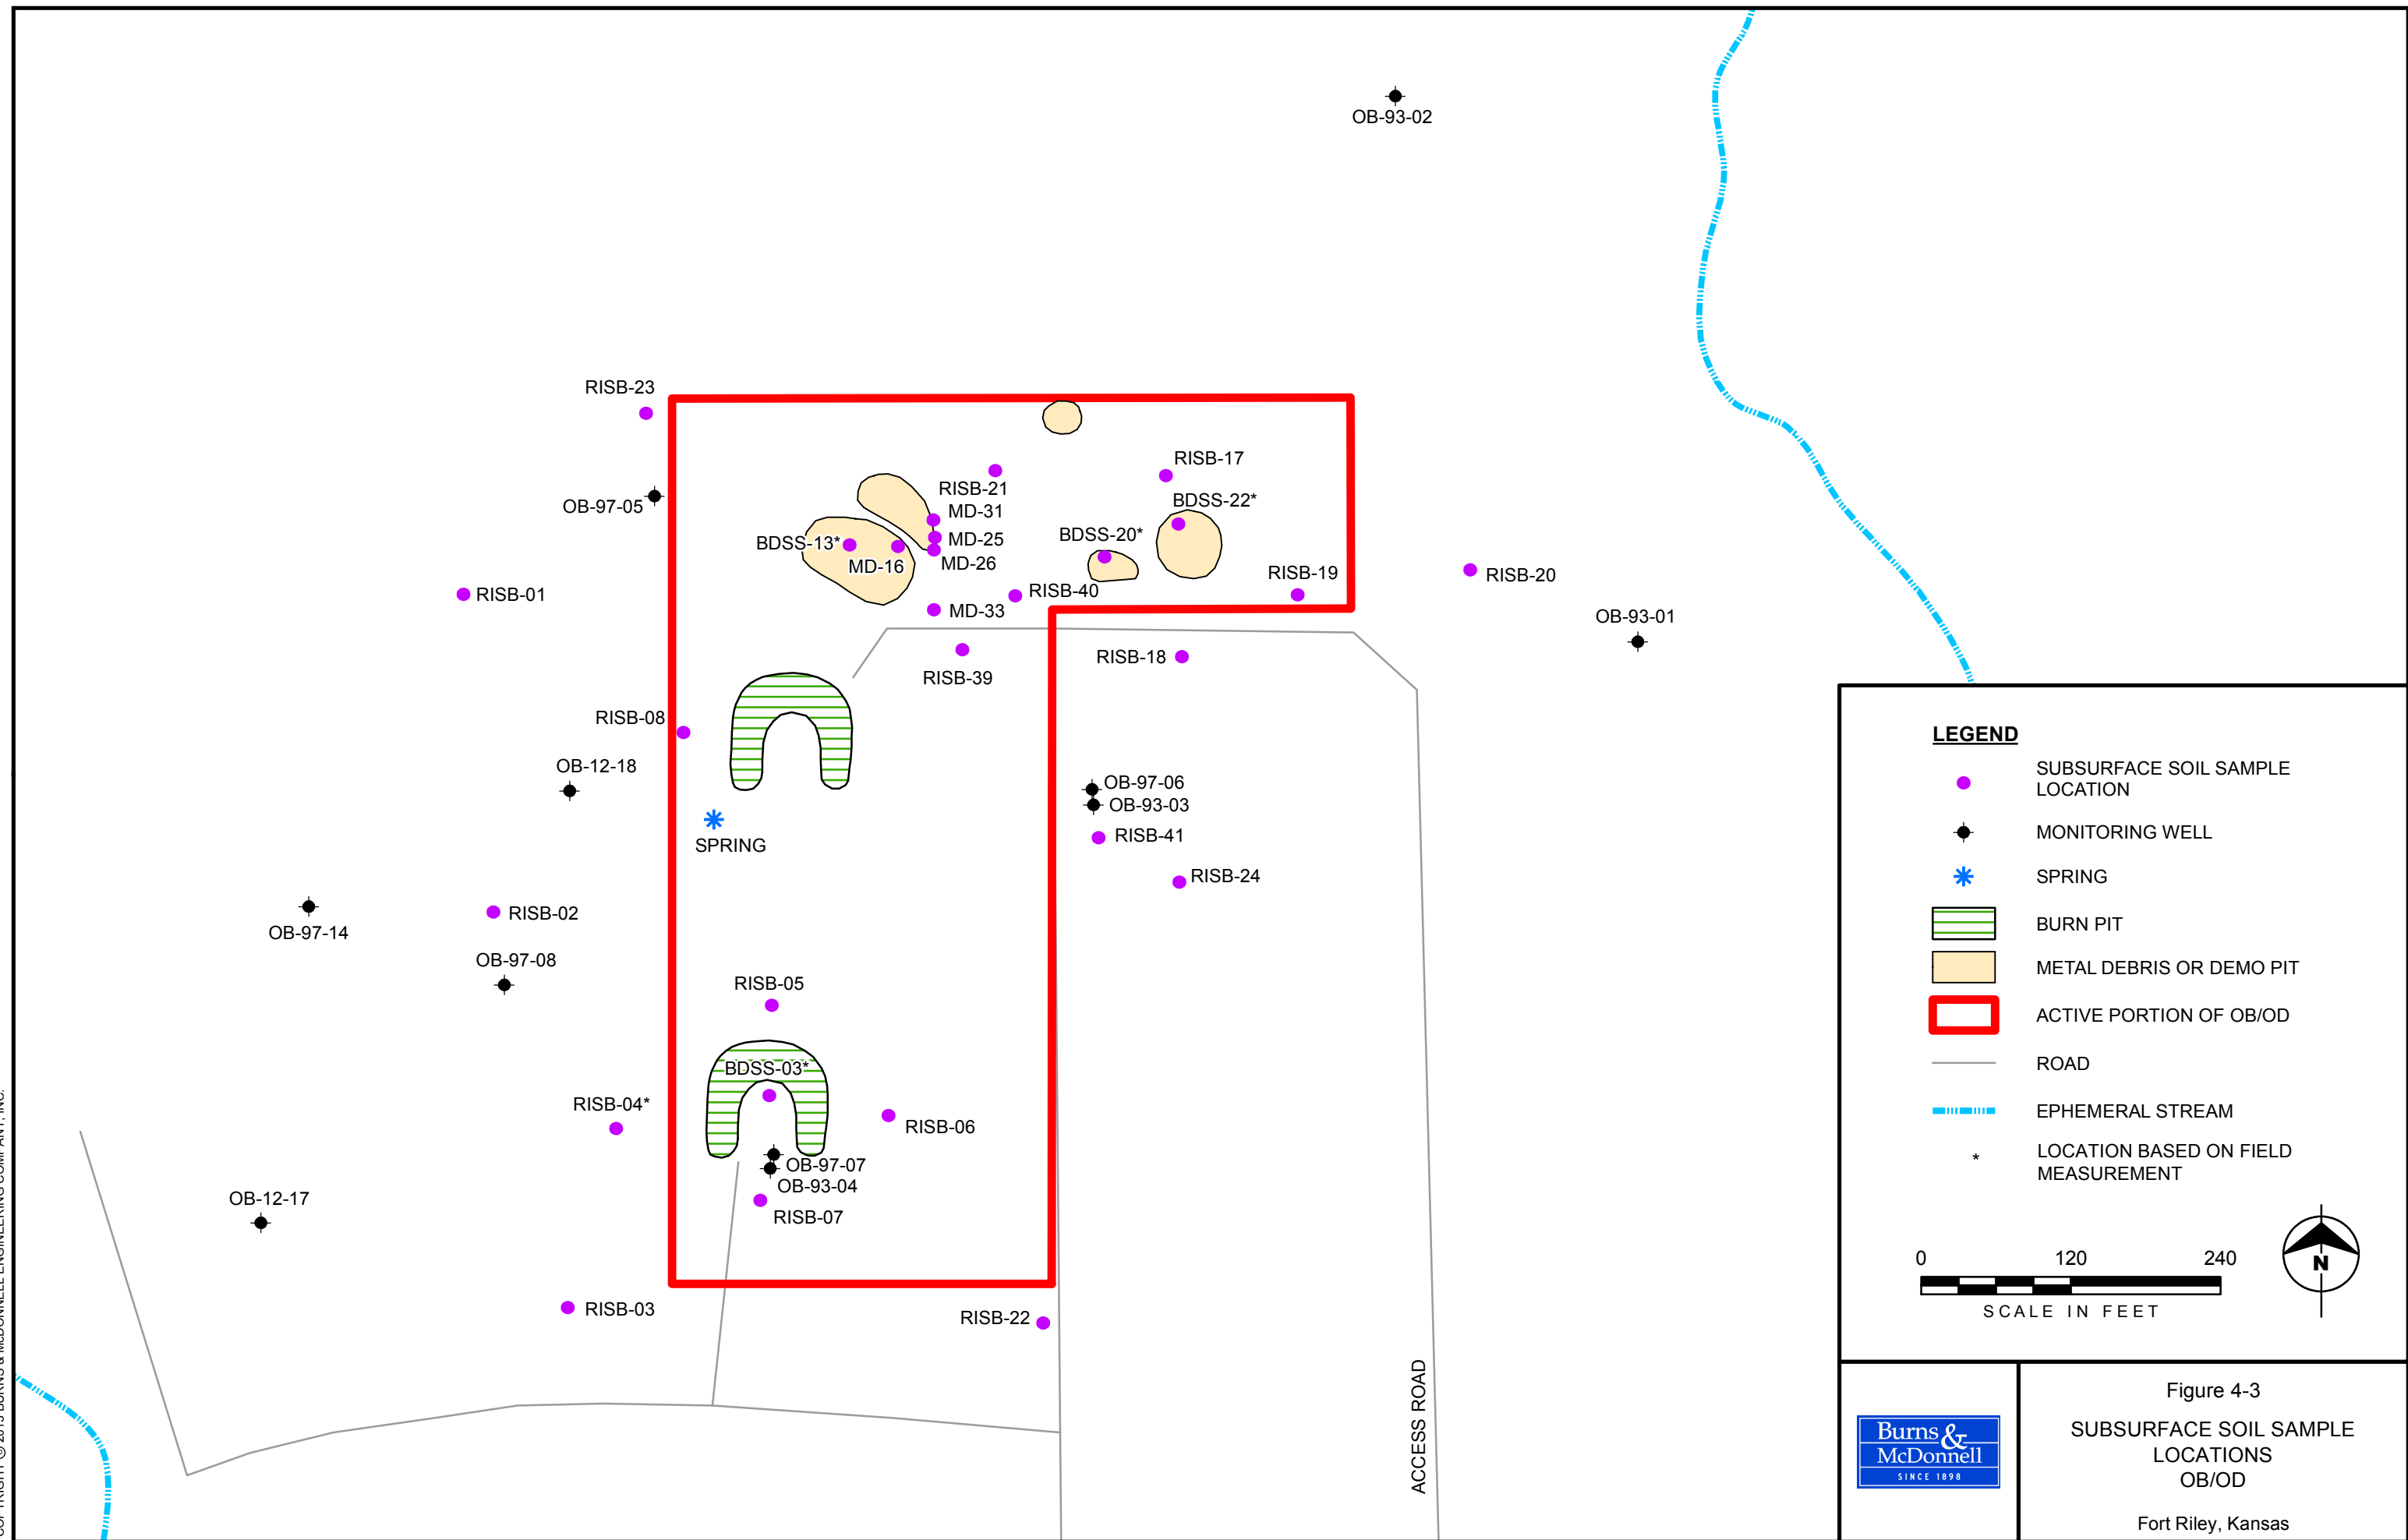 OB-93-02
RISB-23
RISB-17
RISB-21
BDSS-22*
OB-97-05
MD-31
BDSS-20*
MD-25
BDSS-13*
MD-16
MD-26
RISB-19
RISB-20
RISB-01
RISB-40
MD-33
OB-93-01
RISB-18
RISB-39
RISB-08
OB-12-18
OB-97-06
OB-93-03
RISB-41
SPRING
RISB-24
RISB-02
OB-97-14
OB-97-08
RISB-05
BDSS-03*
RISB-04*
RISB-06
OB-97-07
OB-93-04
OB-12-17
RISB-07
RISB-03
RISB-22
ACCESS ROAD
LEGEND
SUBSURFACE SOIL SAMPLE
LOCATION
MONITORING WELL
SPRING
BURN PIT
METAL DEBRIS OR DEMO PIT
ACTIVE PORTION OF OB/OD
ROAD
EPHEMERAL STREAM
* LOCATION BASED ON FIELD
MEASUREMENT
0 120 240
SCALE IN FEET
N
Burns &
McDonnell
SINCE 1898
Figure 4-3
SUBSURFACE SOIL SAMPLE
LOCATIONS
OB/OD
Fort Riley, Kansas